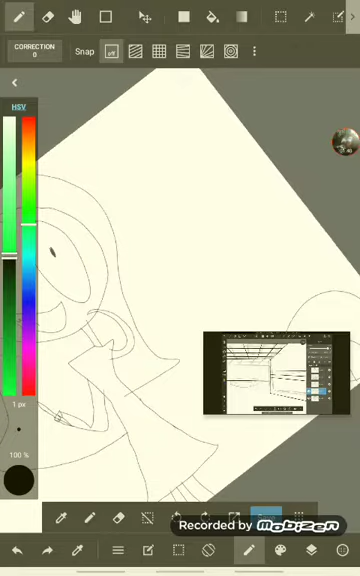 CORRECTION
0
Snap
off
HSV
1 px
100 %
Recorded by MOBIZEN